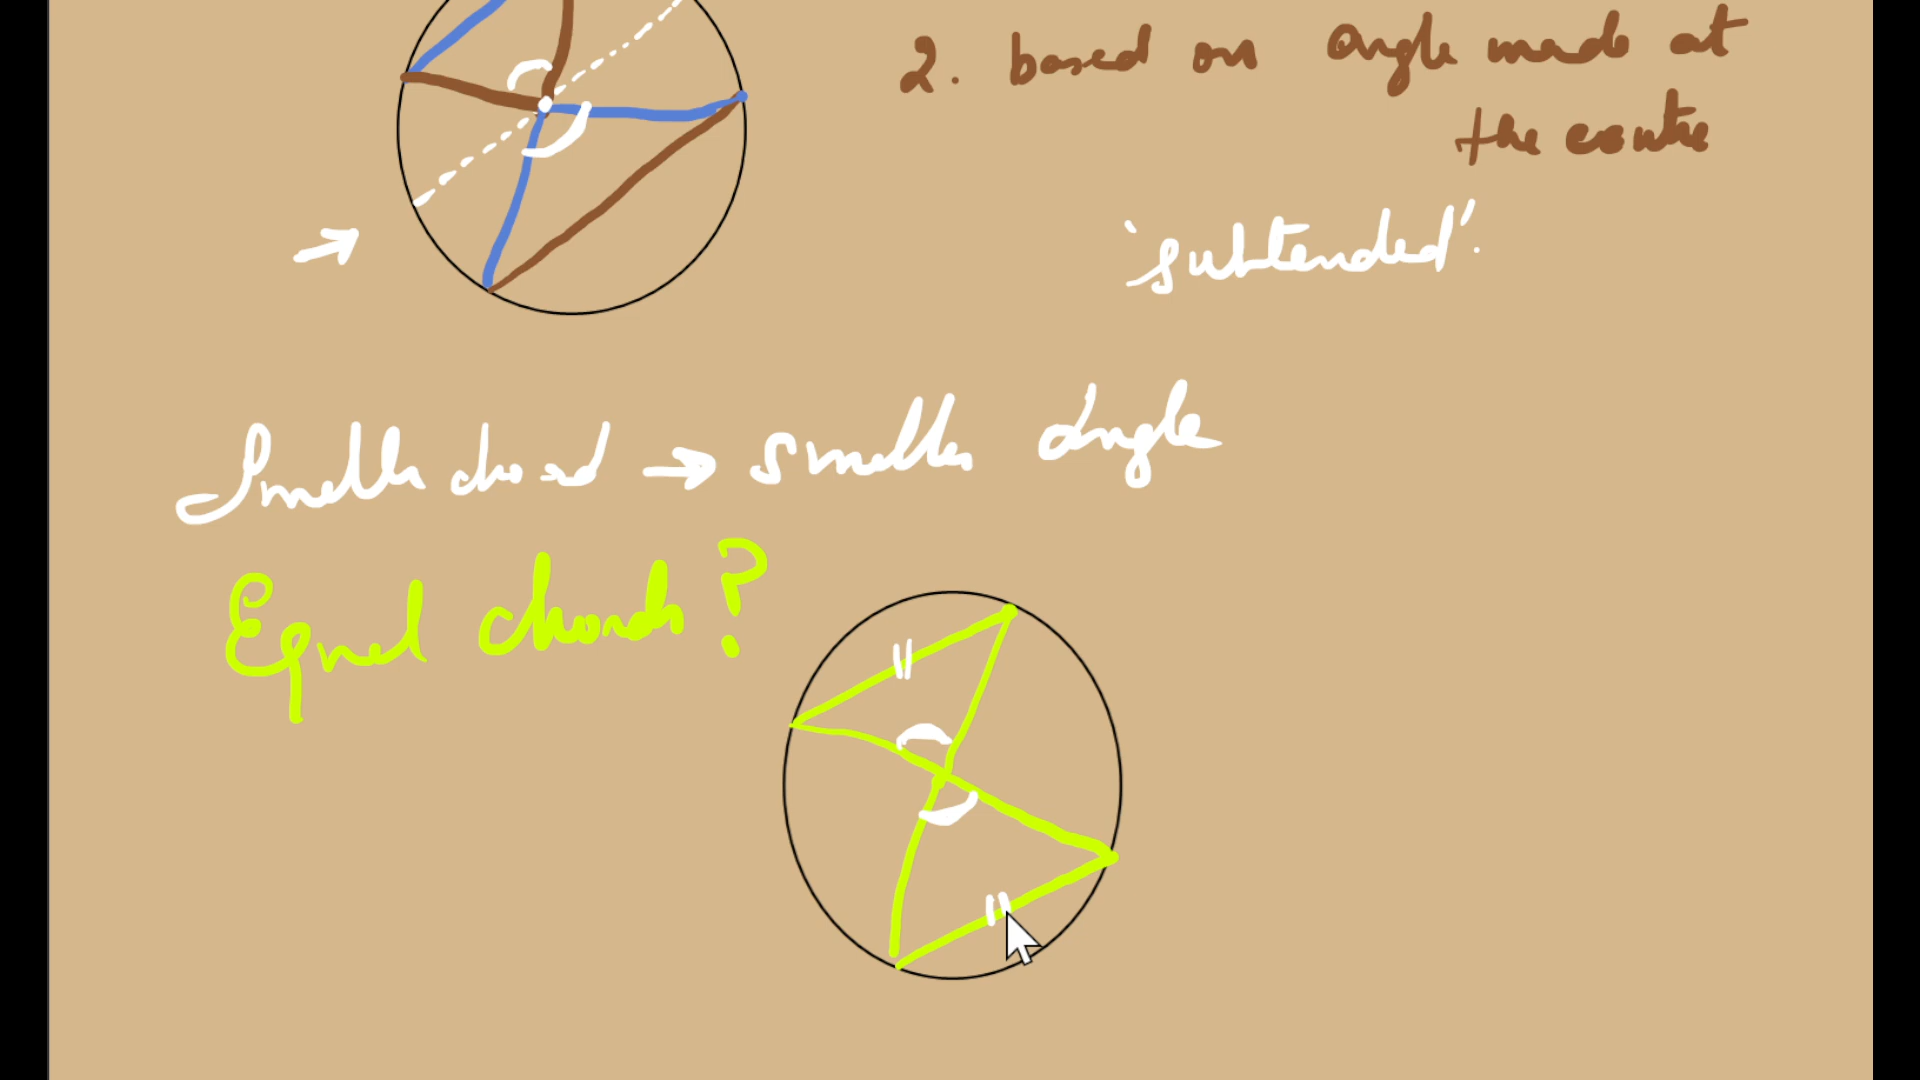 2. based on angle made at
the centre
'subtended'.
Smaller chord → smaller angle
Equal chords?